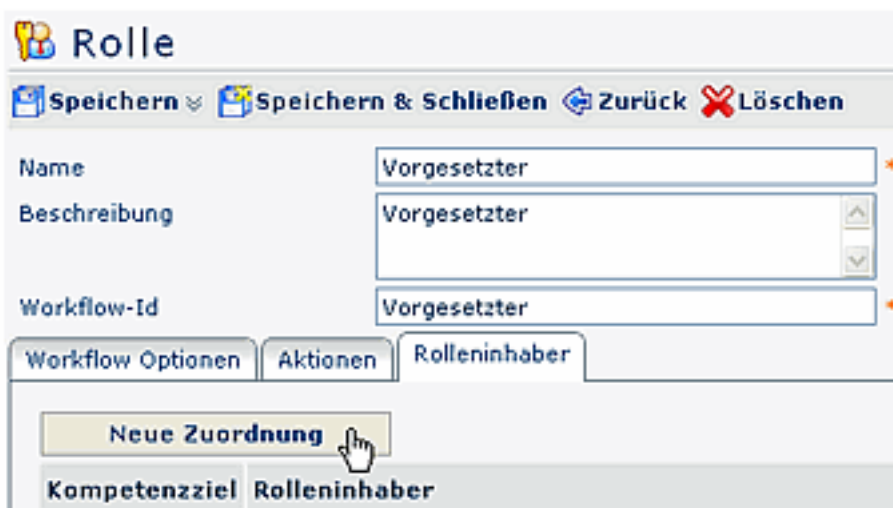 Rolle
Speichern Speichern & Schließen Zurück Löschen
Name Vorgesetzter *
Beschreibung Vorgesetzter
Workflow-Id Vorgesetzter *
Workflow Optionen Aktionen Rolleninhaber
Neue Zuordnung
Kompetenzziel Rolleninhaber